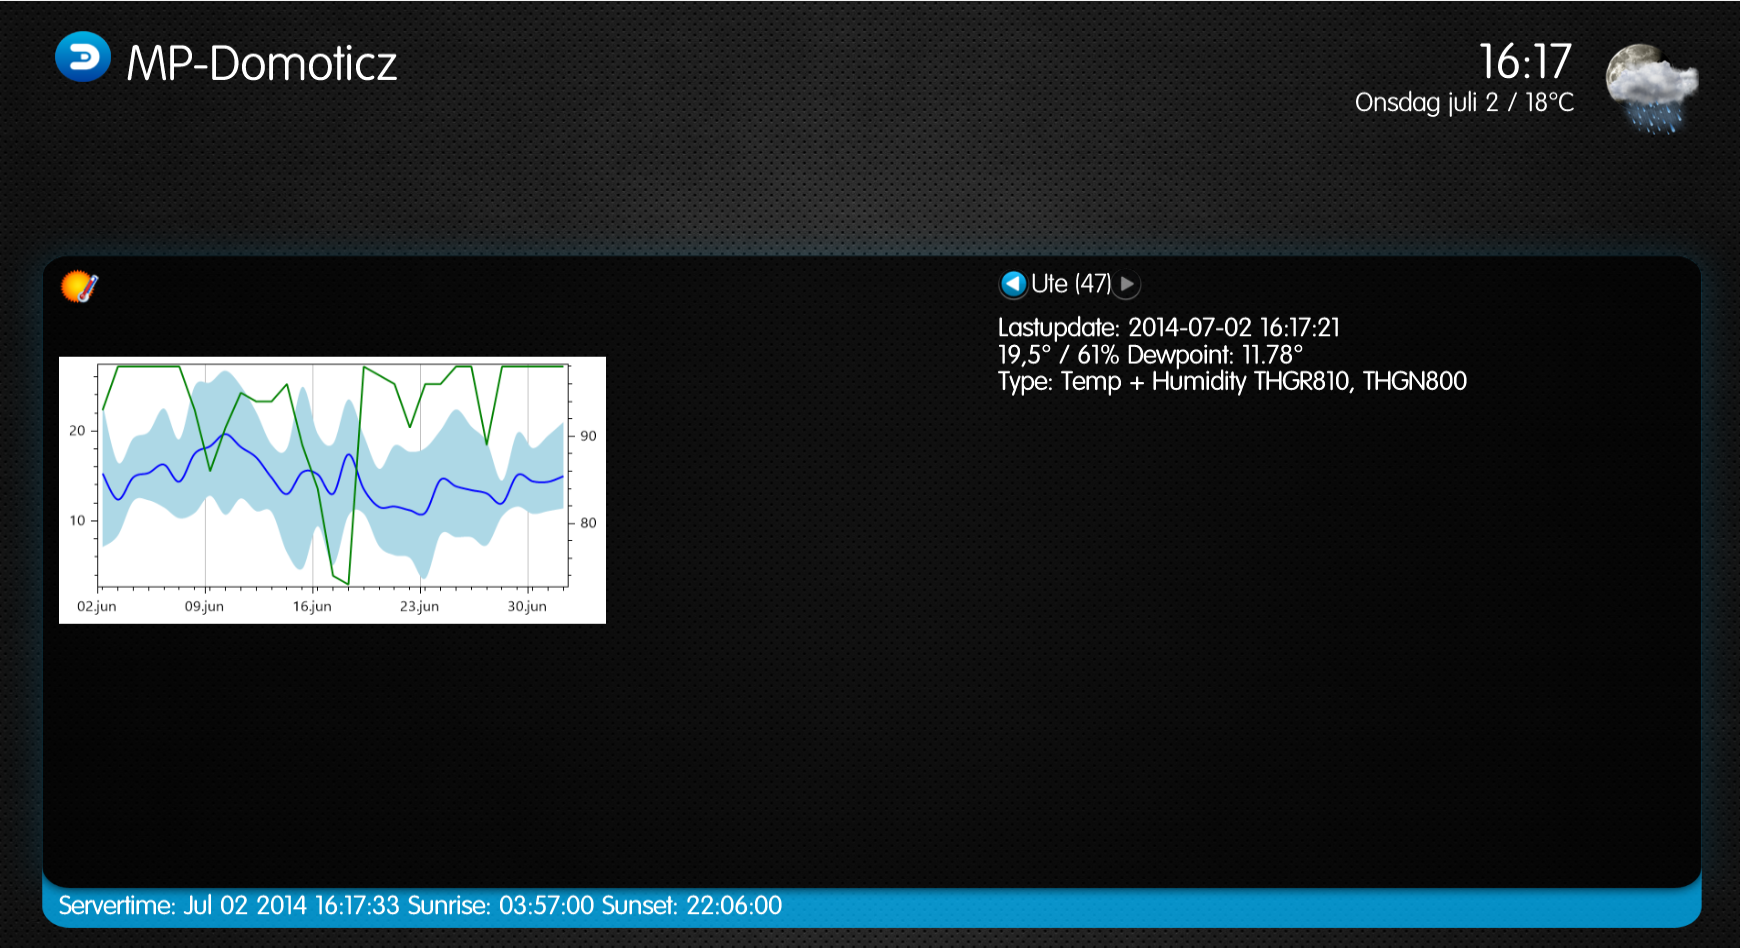 MP-Domoticz
16:17
Onsdag juli 2 / 18°C
Ute (47)
Lastupdate: 2014-07-02 16:17:21
19,5° / 61% Dewpoint: 11.78°
Type: Temp + Humidity THGR810, THGN800
20
90
10
80
02.jun 09.jun 16.jun 23.jun 30.jun
Servertime: Jul 02 2014 16:17:33 Sunrise: 03:57:00 Sunset: 22:06:00